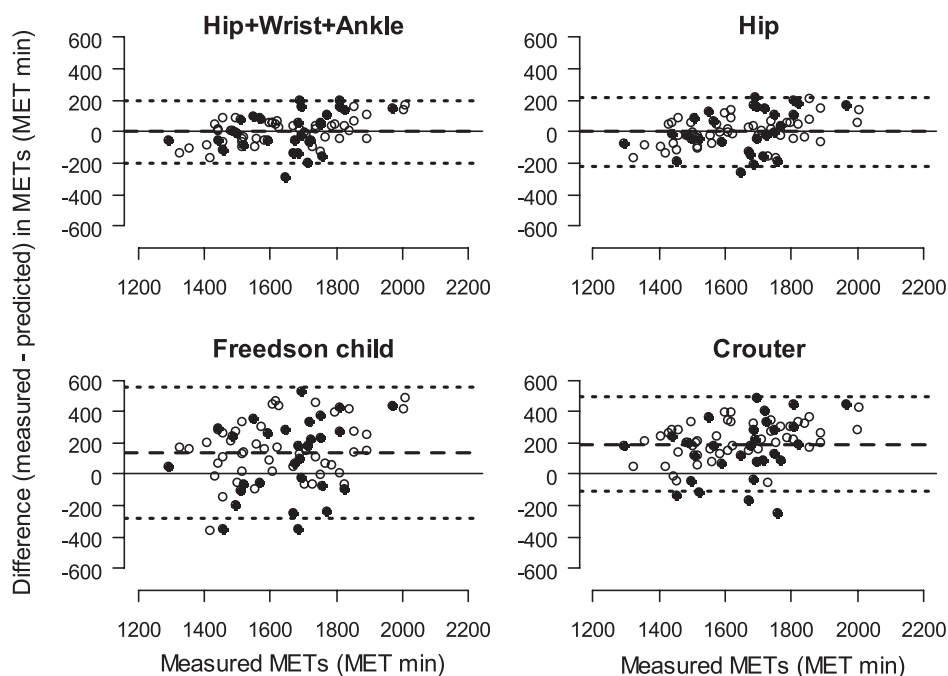 Difference (measured - predicted) in METs (MET min)
Hip+Wrist+Ankle
600
400
200
0
-200
-400
-600
1200 1400 1600 1800 2000 2200
Hip
600
400
200
0
-200
-400
-600
1200 1400 1600 1800 2000 2200
Freedson child
600
400
200
0
-200
-400
-600
1200 1400 1600 1800 2000 2200
Measured METs (MET min)
Crouter
600
400
200
0
-200
-400
-600
1200 1400 1600 1800 2000 2200
Measured METs (MET min)